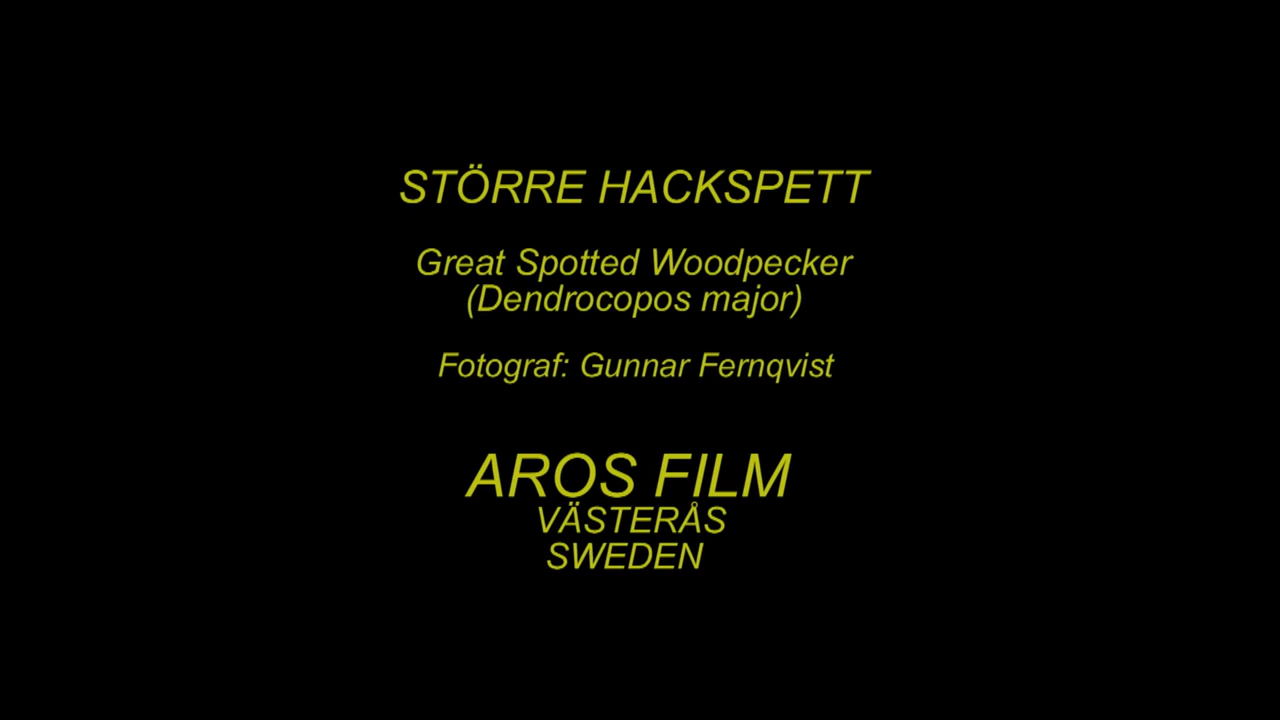 STÖRRE HACKSPETT
Great Spotted Woodpecker
(Dendrocopos major)
Fotograf: Gunnar Fernqvist
AROS FILM
VÄSTERÅS
SWEDEN